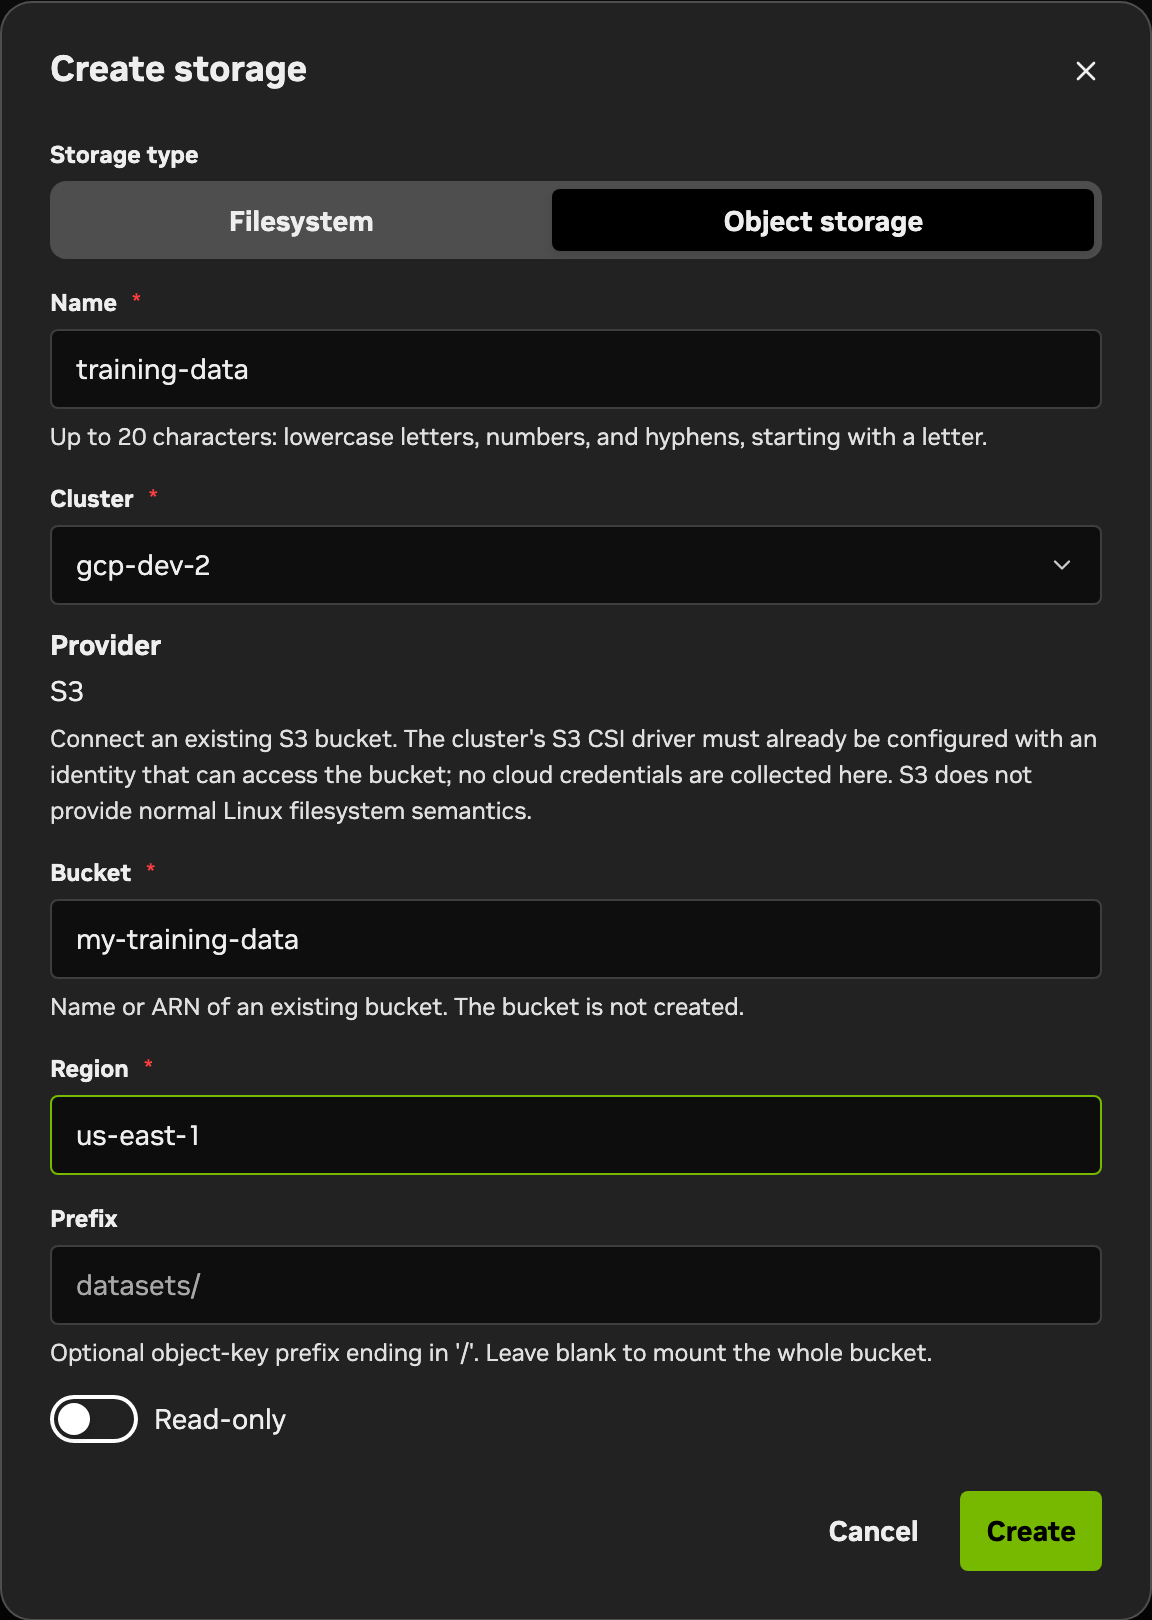 Create storage
Storage type
Filesystem
Object storage
Name *
training-data
Up to 20 characters: lowercase letters, numbers, and hyphens, starting with a letter.
Cluster *
gcp-dev-2
Provider
S3
Connect an existing S3 bucket. The cluster's S3 CSI driver must already be configured with an
identity that can access the bucket; no cloud credentials are collected here. S3 does not
provide normal Linux filesystem semantics.
Bucket *
my-training-data
Name or ARN of an existing bucket. The bucket is not created.
Region *
us-east-1
Prefix
datasets/
Optional object-key prefix ending in '/'. Leave blank to mount the whole bucket.
Read-only
Cancel
Create